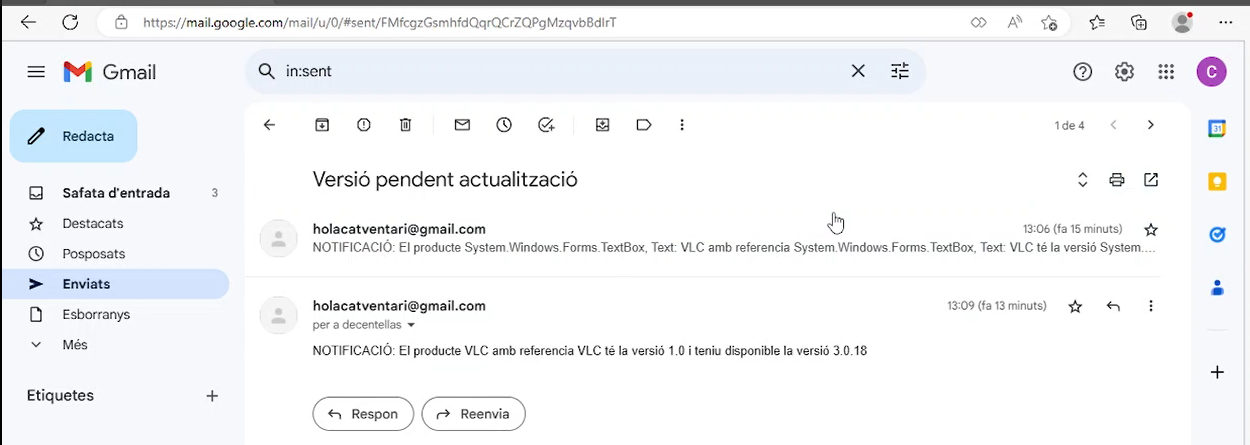 https://mail.google.com/mail/u/0/#sent/FMfcgzGsmhfdQqrQCrZQPgMzqvbBdIrT
Gmail
in:sent
C
Redacta
1 de 4
31
Safata d'entrada 3
Versió pendent actualització
Destacats
holacatventari@gmail.com 13:06 (fa 15 minuts)
NOTIFICACIÓ: El producte System.Windows.Forms.TextBox, Text: VLC amb referencia System.Windows.Forms.TextBox, Text: VLC té la versió System....
Posposats
Enviats
holacatventari@gmail.com 13:09 (fa 13 minuts)
Esborranys
per a decentellas
Més
NOTIFICACIÓ: El producte VLC amb referencia VLC té la versió 1.0 i teniu disponible la versió 3.0.18
Etiquetes
Respon Reenvia